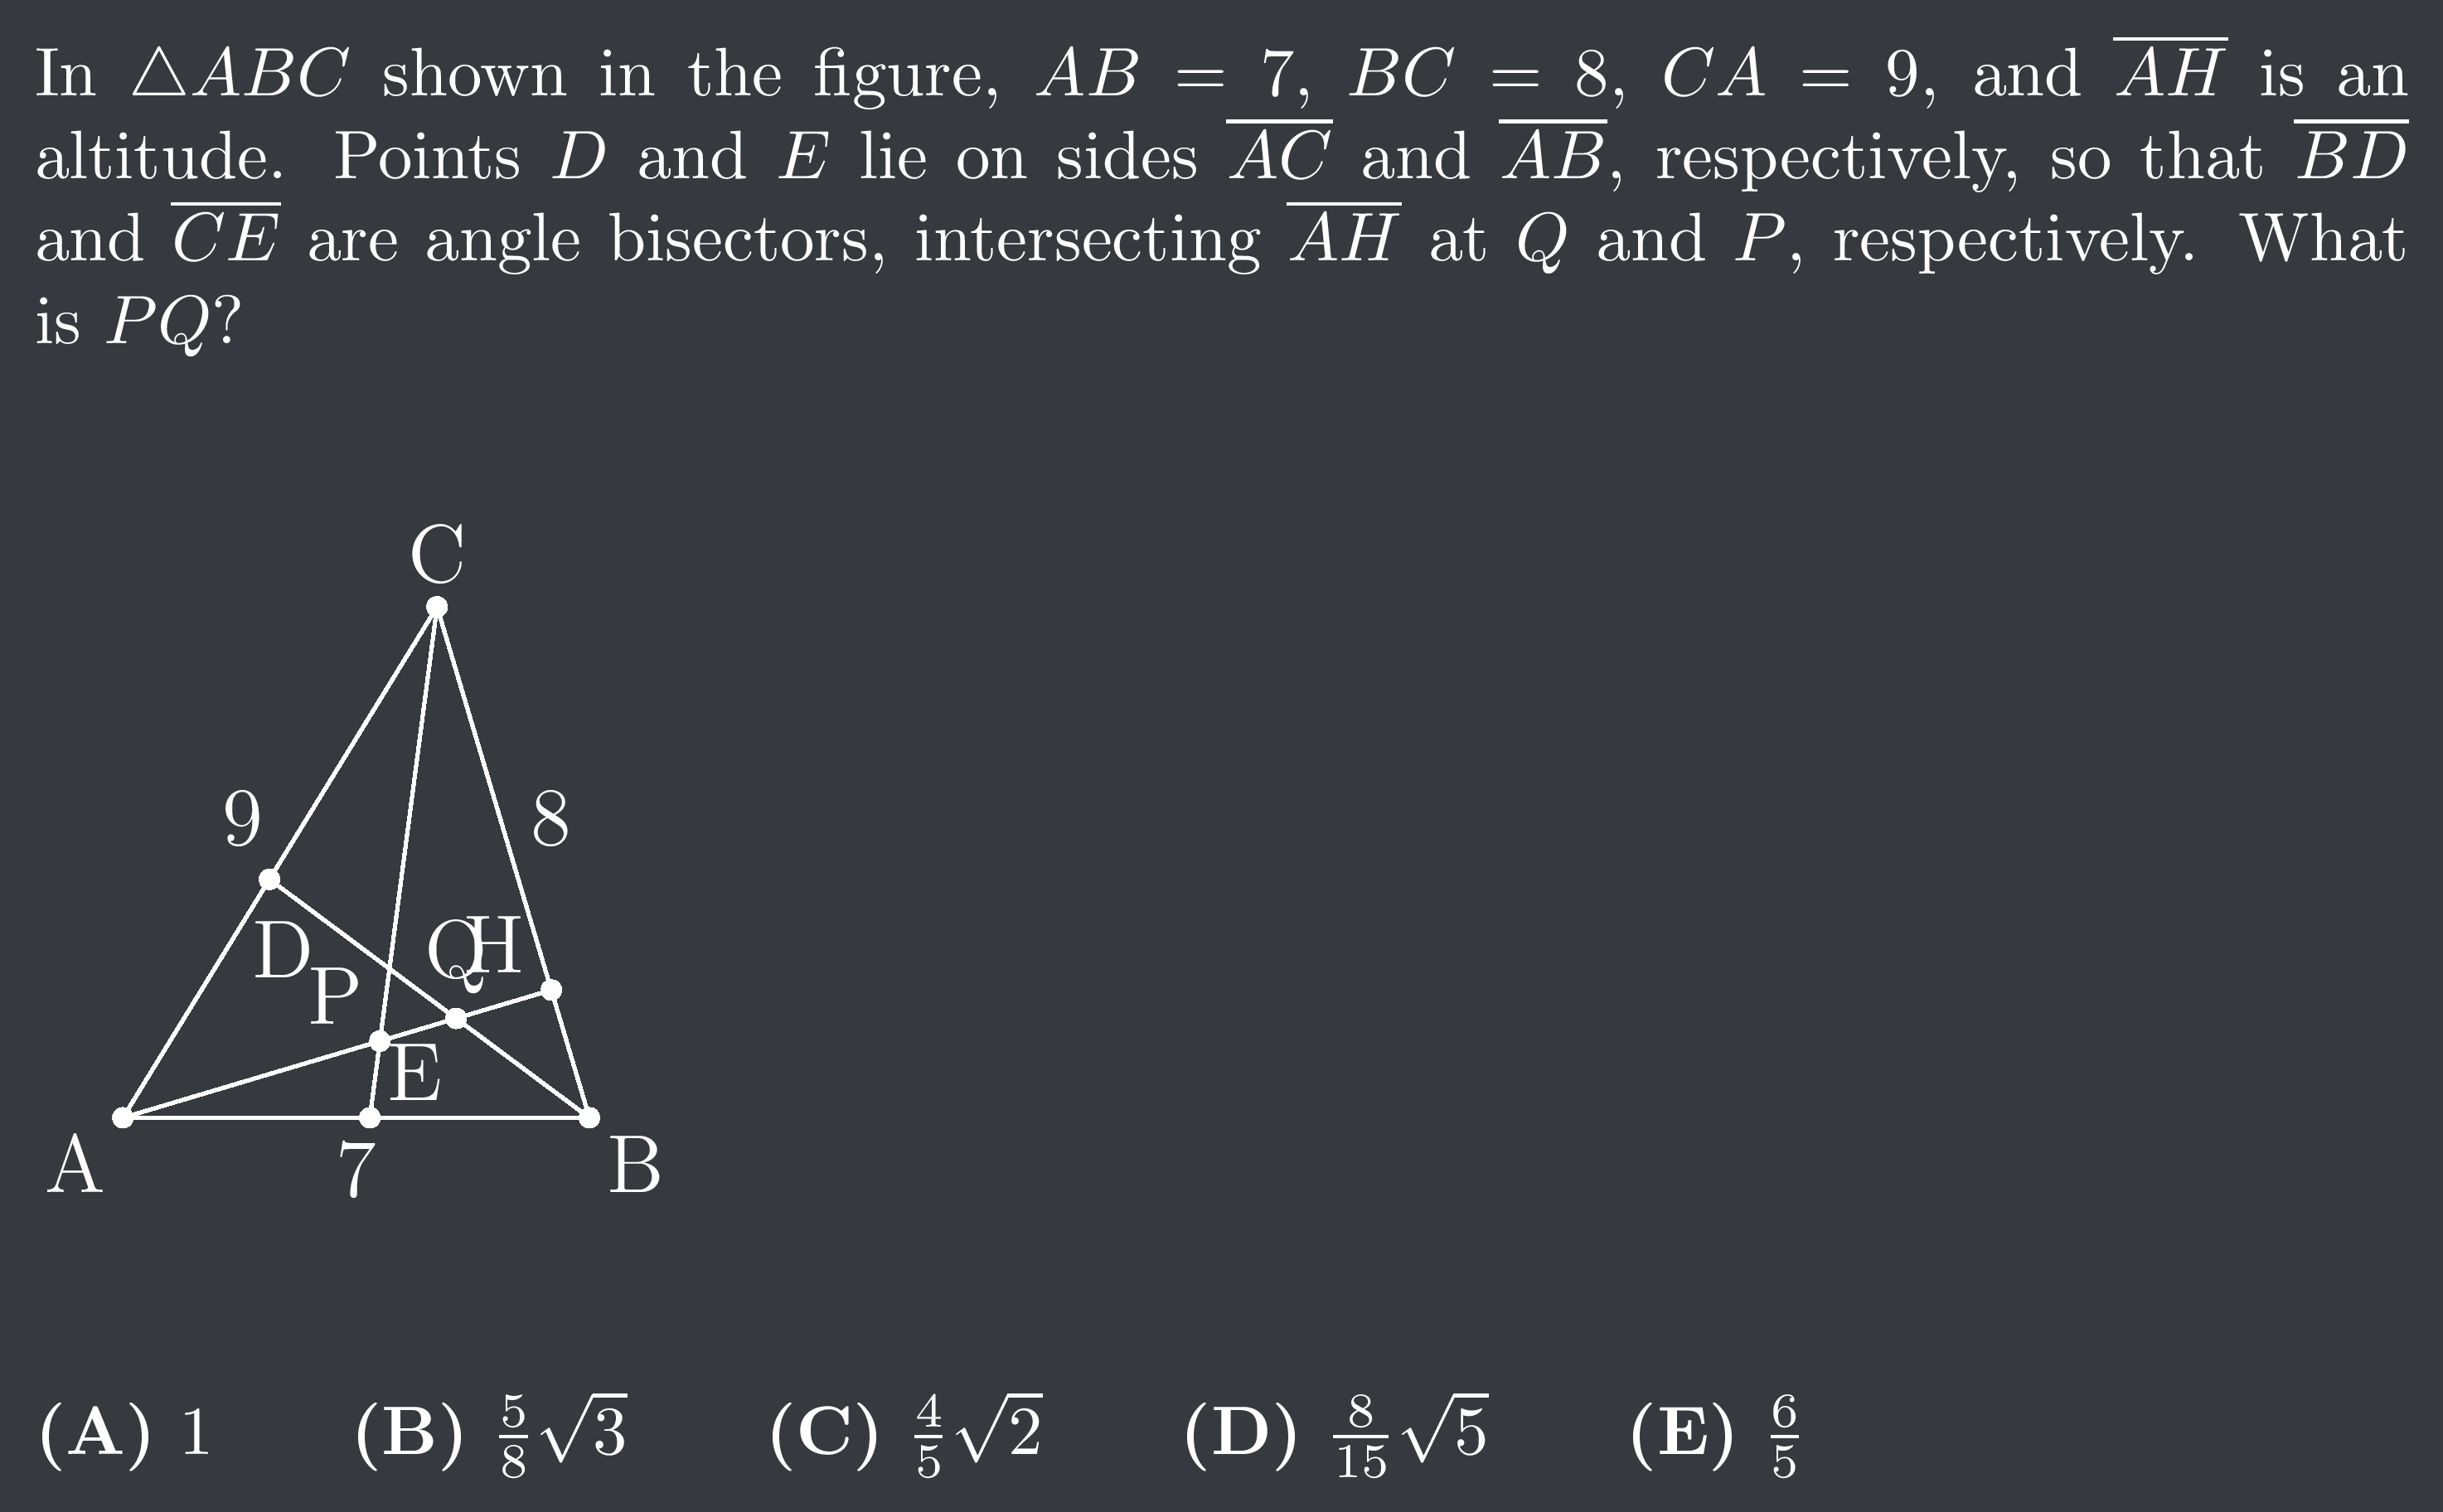 In $\triangle ABC$ shown in the figure, $AB = 7$, $BC = 8$, $CA = 9$, and $\overline{AH}$ is an
altitude. Points $D$ and $E$ lie on sides $\overline{AC}$ and $\overline{AB}$, respectively, so that $\overline{BD}$
and $\overline{CE}$ are angle bisectors, intersecting $\overline{AH}$ at $Q$ and $P$, respectively. What
is $PQ$?
C
9 8
D Q H
P
E
A 7 B
(A) 1 (B) $\frac{5}{8}\sqrt{3}$ (C) $\frac{4}{5}\sqrt{2}$ (D) $\frac{8}{15}\sqrt{5}$ (E) $\frac{6}{5}$